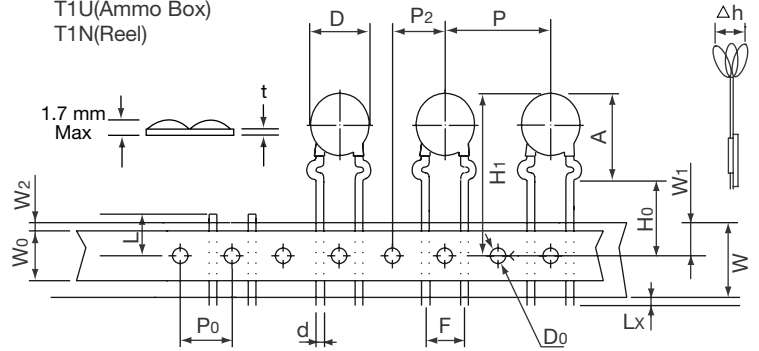 T1U(Ammo Box)
T1N(Reel)
D
P2
P
Δh
t
1.7 mm
Max
A
H1
W2
W1
H0
L
W0
W
P0
d
F
D0
Lx